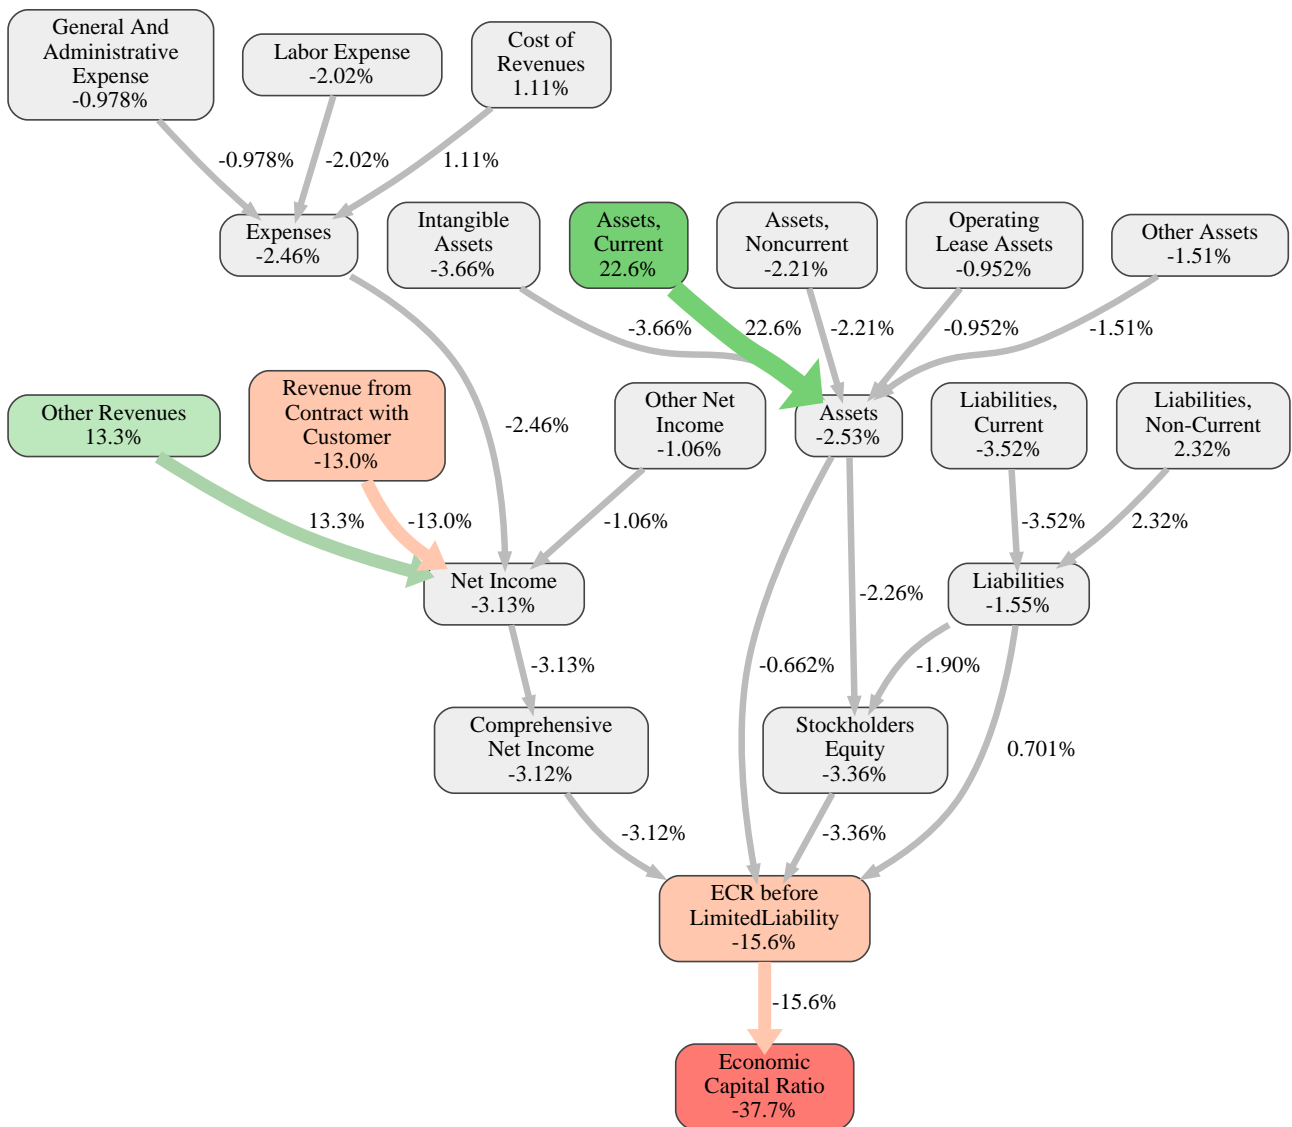 General And
Administrative
Expense
-0.978%
Labor Expense
-2.02%
Cost of
Revenues
1.11%
-0.978%
-2.02%
1.11%
Expenses
-2.46%
Intangible
Assets
-3.66%
Assets,
Current
22.6%
Assets,
Noncurrent
-2.21%
Operating
Lease Assets
-0.952%
Other Assets
-1.51%
-3.66%
22.6%
-2.21%
-0.952%
-1.51%
Other Revenues
13.3%
Revenue from
Contract with
Customer
-13.0%
-2.46%
Other Net
Income
-1.06%
Assets
-2.53%
Liabilities,
Current
-3.52%
Liabilities,
Non-Current
2.32%
13.3%
-13.0%
-1.06%
-3.52%
2.32%
Net Income
-3.13%
-2.26%
Liabilities
-1.55%
-3.13%
-0.662%
-1.90%
Comprehensive
Net Income
-3.12%
Stockholders
Equity
-3.36%
0.701%
-3.12%
-3.36%
ECR before
LimitedLiability
-15.6%
-15.6%
Economic
Capital Ratio
-37.7%